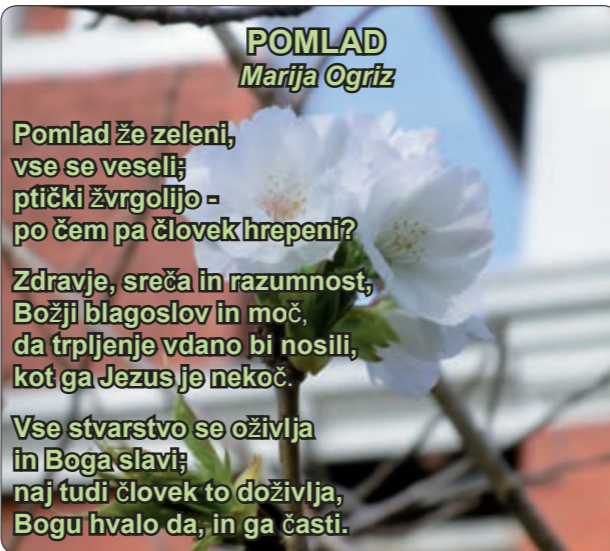 POMLAD
Marija Ogriz
Pomlad že zeleni,
vse se veseli;
ptički žvrgolijo -
po čem pa človek hrepeni?
Zdravje, sreča in razumnost,
Božji blagoslov in moč,
da trpljenje vdano bi nosili,
kot ga Jezus je nekoč.
Vse stvarstvo se oživlja
in Boga slavi;
naj tudi človek to doživlja,
Bogu hvalo da, in ga časti.